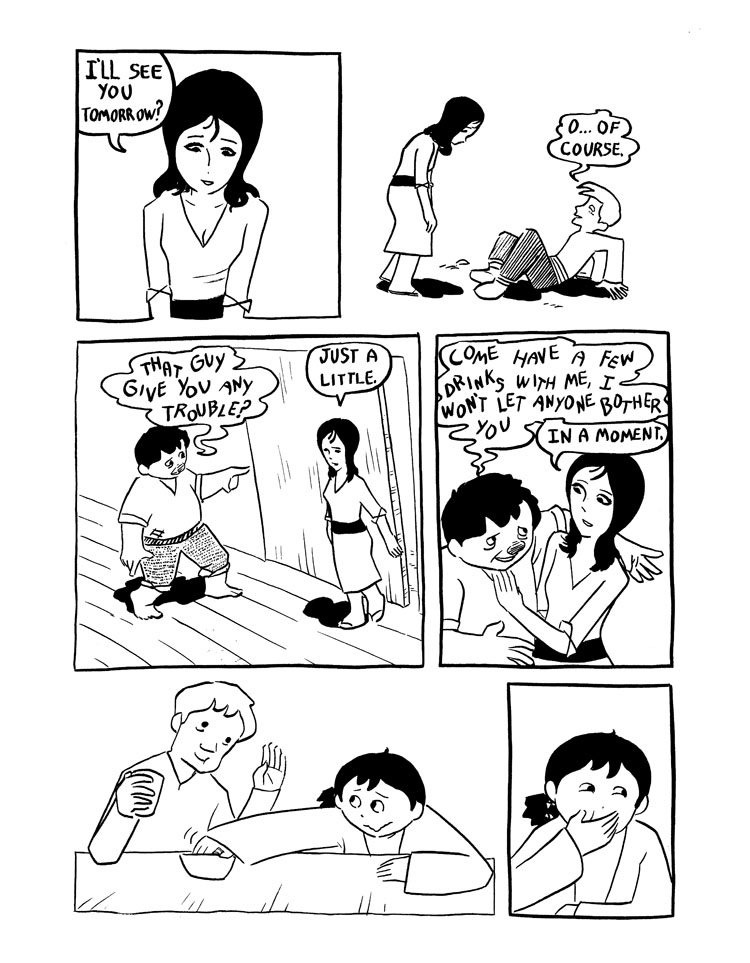 I'LL SEE
YOU
TOMORROW?
O... OF
COURSE.
THAT GUY
GIVE YOU ANY
TROUBLE?
JUST A
LITTLE.
COME HAVE A FEW
DRINKS WITH ME, I
WON'T LET ANYONE BOTHER
YOU
IN A MOMENT.